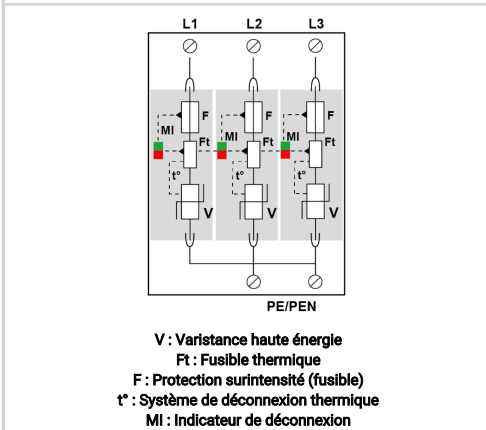 L1 L2 L3
F F F
MI MI MI
Ft Ft Ft
t° t° t°
V V V
PE/PEN
V : Varistance haute énergie
Ft : Fusible thermique
F : Protection surintensité (fusible)
t° : Système de déconnexion thermique
MI : Indicateur de déconnexion